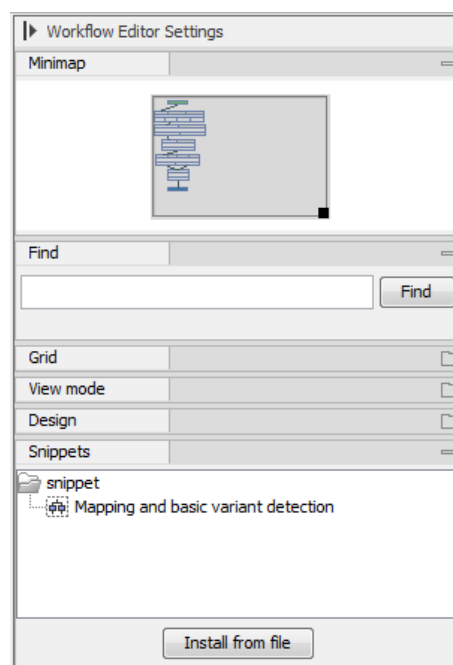 Workflow Editor Settings
Minimap
Find
Find
Grid
View mode
Design
Snippets
snippet
Mapping and basic variant detection
Install from file